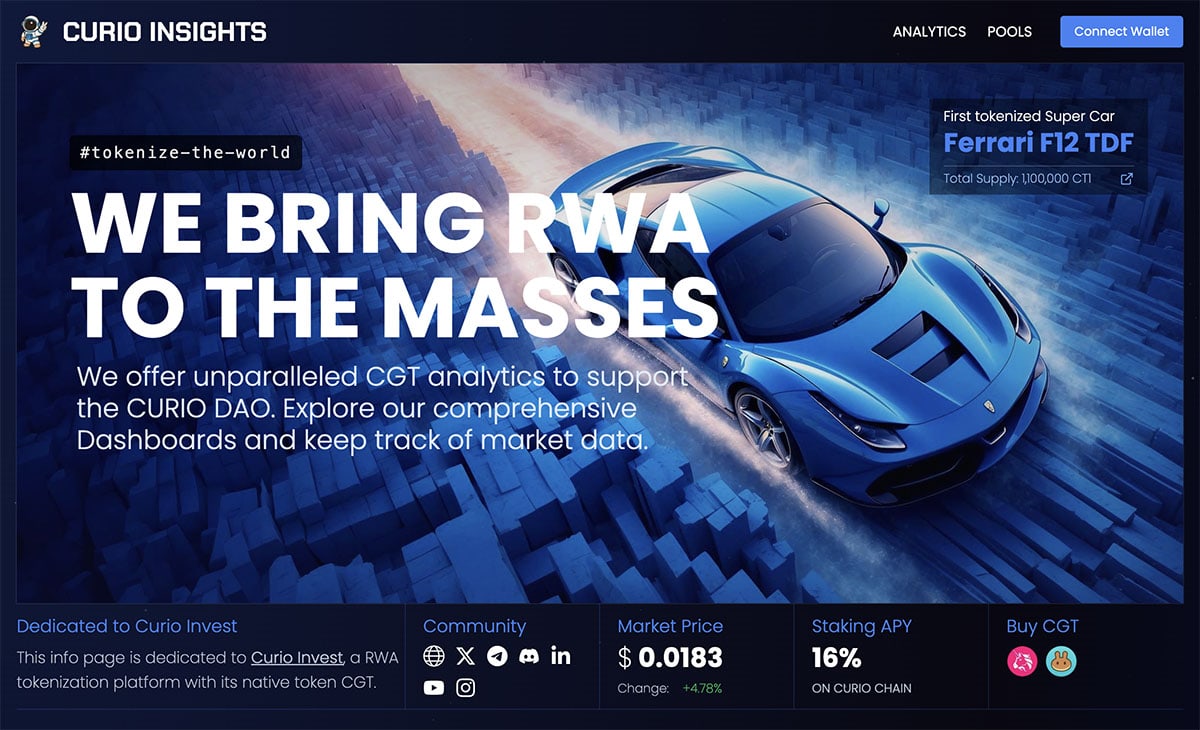 CURIO INSIGHTS
ANALYTICS
POOLS
Connect Wallet
First tokenized Super Car
Ferrari F12 TDF
Total Supply: 1,100,000 CT1
#tokenize-the-world
WE BRING RWA
TO THE MASSES
We offer unparalleled CGT analytics to support
the CURIO DAO. Explore our comprehensive
Dashboards and keep track of market data.
Dedicated to Curio Invest
This info page is dedicated to Curio Invest, a RWA
tokenization platform with its native token CGT.
Community
Market Price
$ 0.0183
Change: +4.78%
Staking APY
16%
ON CURIO CHAIN
Buy CGT